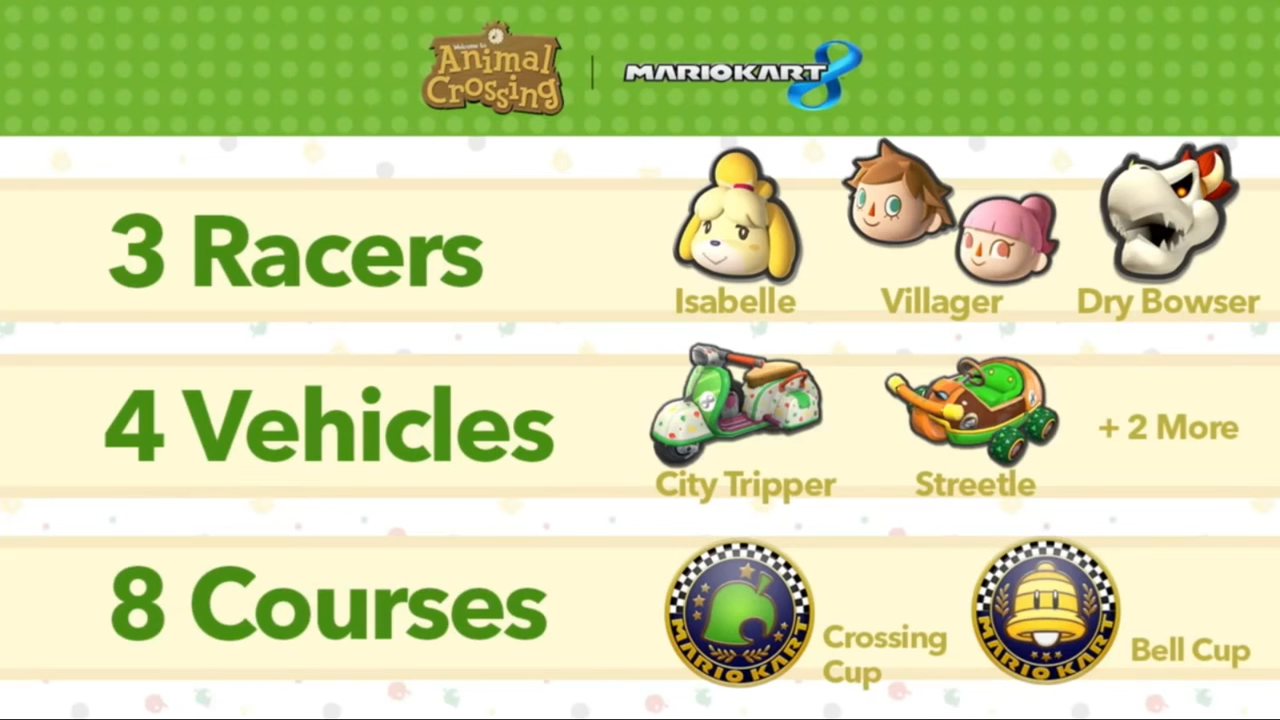 Welcome to
Animal
Crossing
MARIOKART 8
3 Racers
Isabelle
Villager
Dry Bowser
4 Vehicles
City Tripper
Streetle
+ 2 More
8 Courses
MARIO KART
Crossing
Cup
MARIO KART
Bell Cup